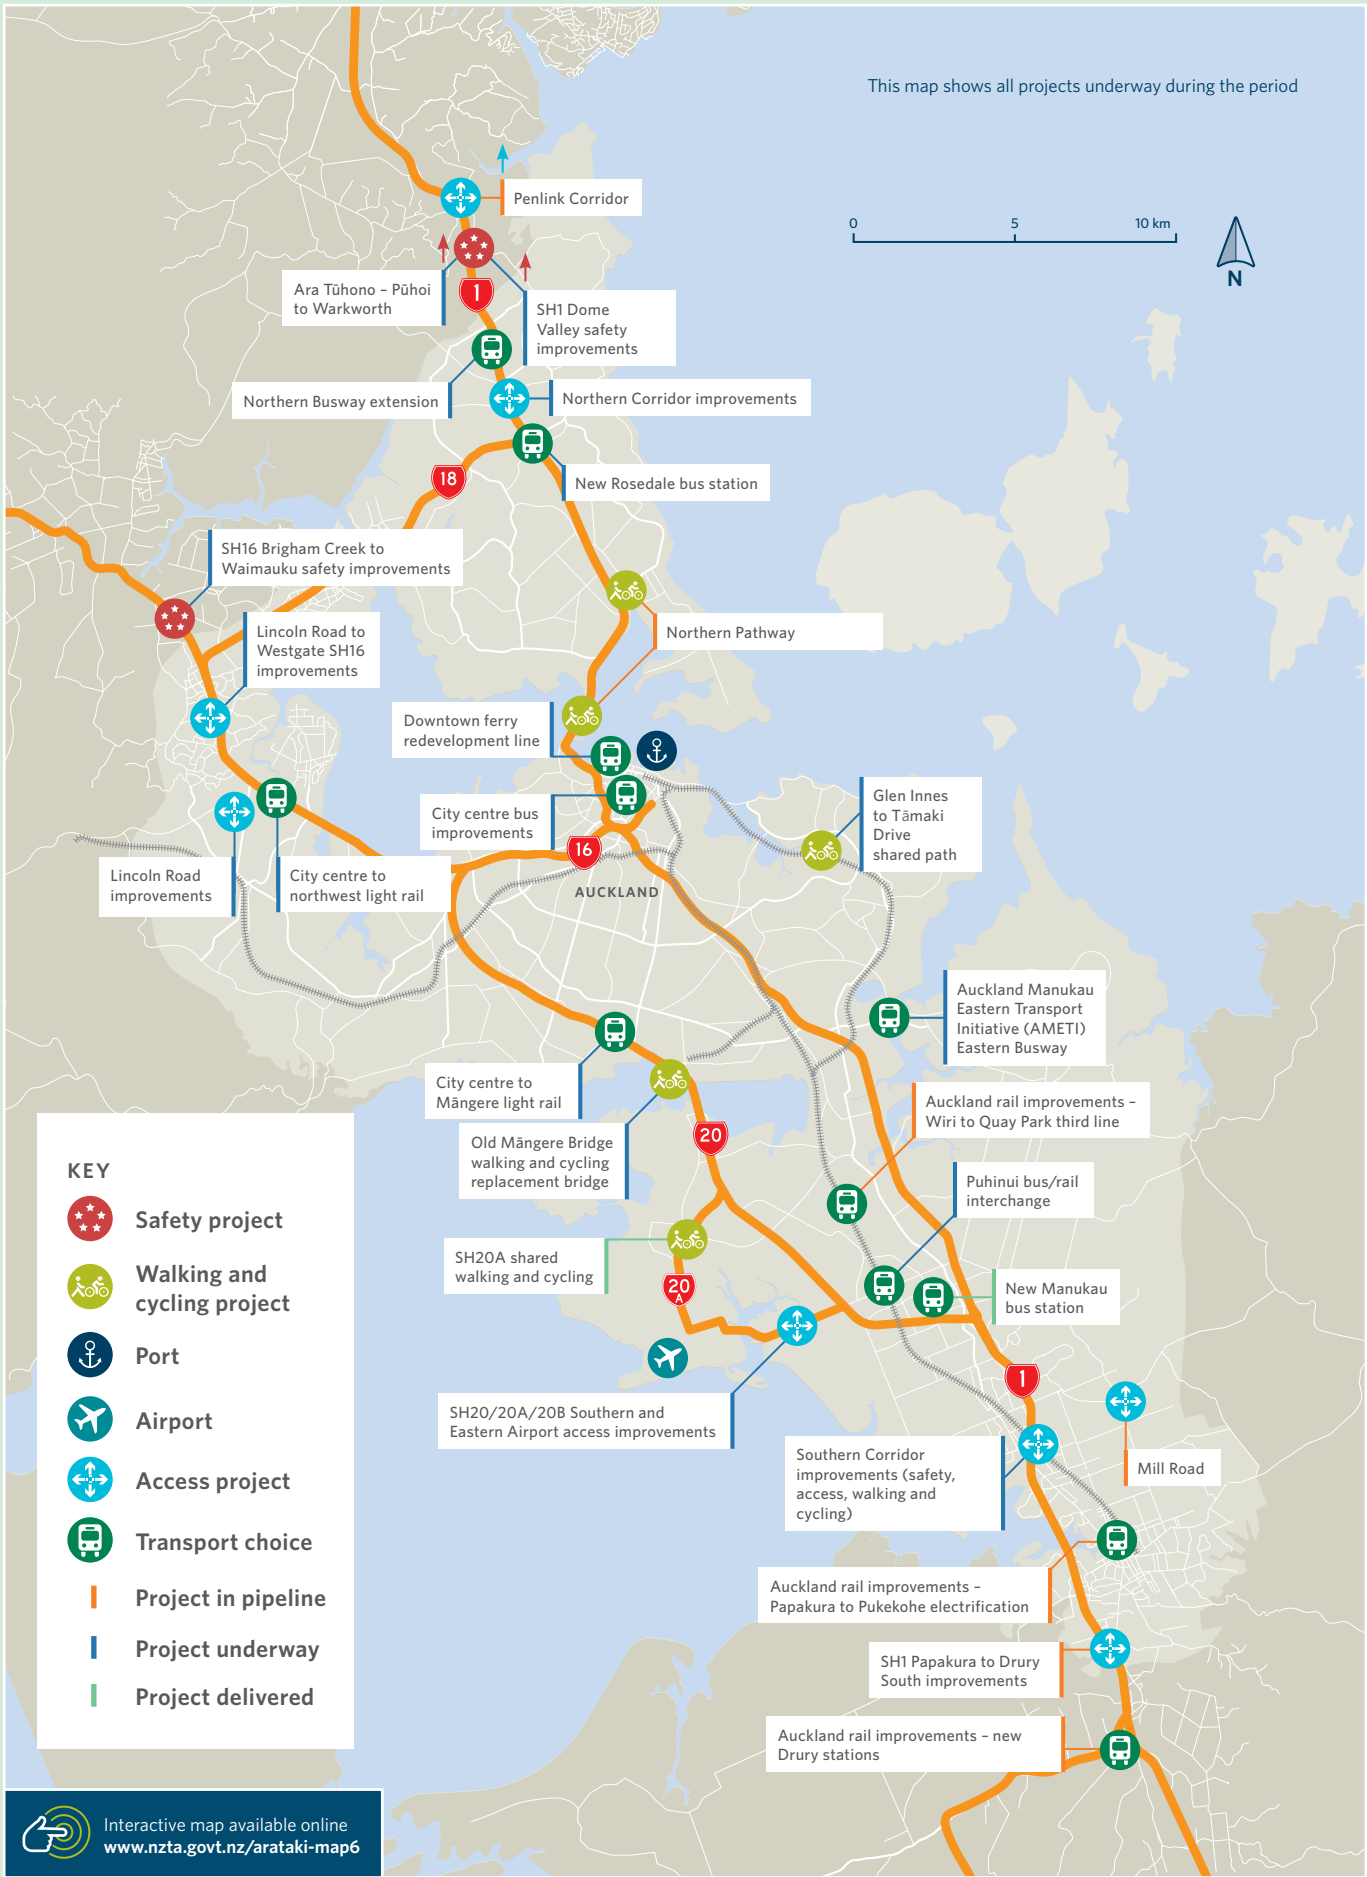 This map shows all projects underway during the period
Penlink Corridor
0 5 10 km
N
Ara Tūhono – Pūhoi
to Warkworth
1
SH1 Dome
Valley safety
improvements
Northern Busway extension
Northern Corridor improvements
18
New Rosedale bus station
SH16 Brigham Creek to
Waimauku safety improvements
Lincoln Road to
Westgate SH16
improvements
Northern Pathway
Downtown ferry
redevelopment line
City centre bus
improvements
16
AUCKLAND
Glen Innes
to Tāmaki
Drive
shared path
Lincoln Road
improvements
City centre to
northwest light rail
Auckland Manukau
Eastern Transport
Initiative (AMETI)
Eastern Busway
City centre to
Māngere light rail
Old Māngere Bridge
walking and cycling
replacement bridge
20
Auckland rail improvements –
Wiri to Quay Park third line
Puhinui bus/rail
interchange
SH20A shared
walking and cycling
20
A
New Manukau
bus station
1
SH20/20A/20B Southern and
Eastern Airport access improvements
Southern Corridor
improvements (safety,
access, walking and
cycling)
Mill Road
Auckland rail improvements –
Papakura to Pukekohe electrification
SH1 Papakura to Drury
South improvements
Auckland rail improvements – new
Drury stations
KEY
Safety project
Walking and
cycling project
Port
Airport
Access project
Transport choice
Project in pipeline
Project underway
Project delivered
Interactive map available online
www.nzta.govt.nz/arataki-map6